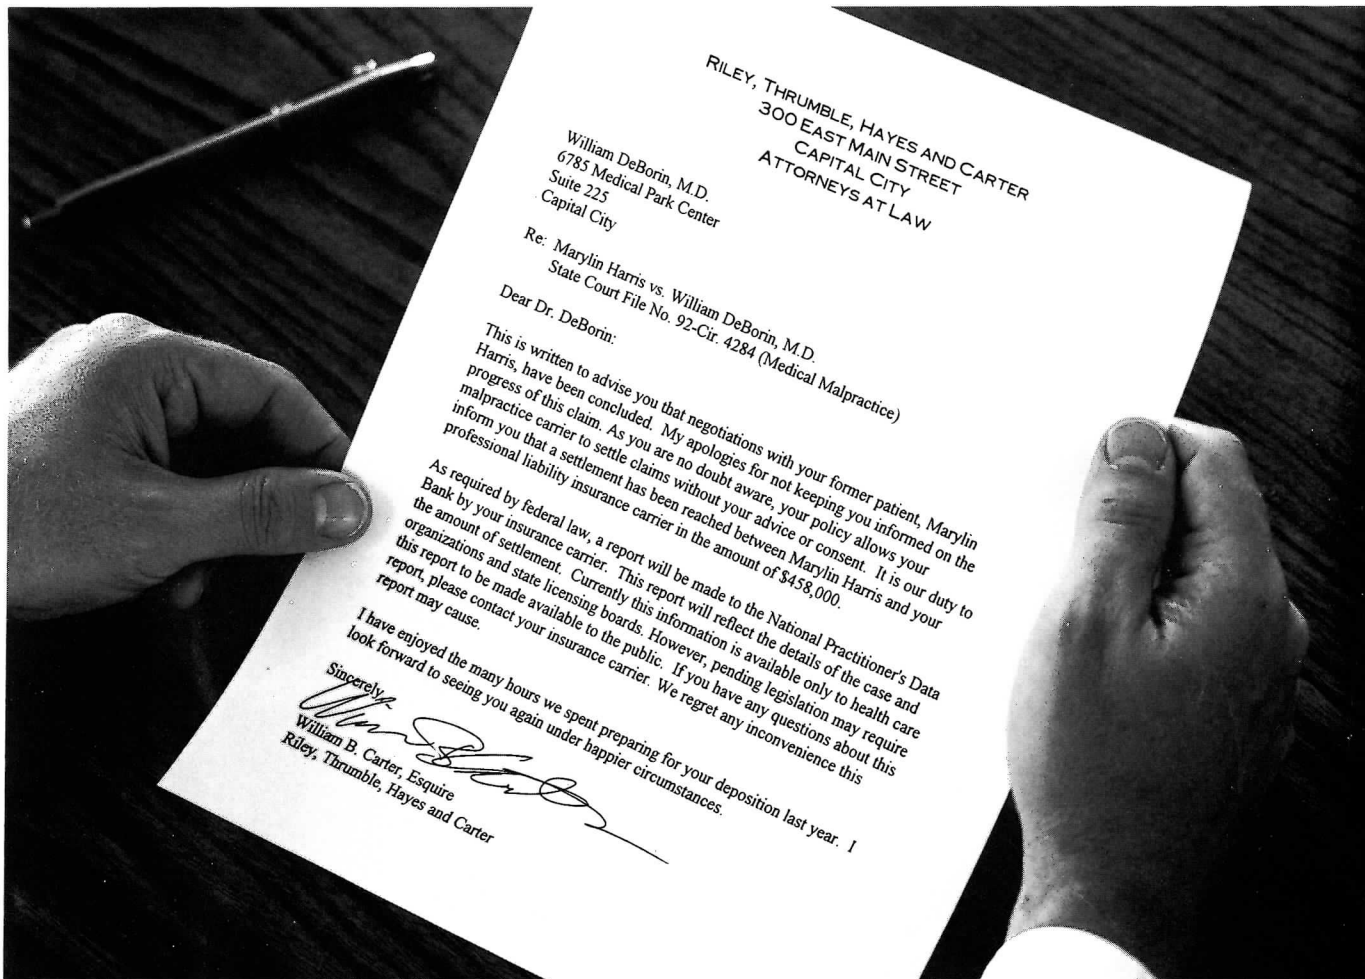 RILEY, THRUMBLE, HAYES AND CARTER
300 EAST MAIN STREET
CAPITAL CITY
ATTORNEYS AT LAW
William DeBorin, M.D.
6785 Medical Park Center
Suite 225
Capital City
Re: Marylin Harris vs. William DeBorin, M.D.
State Court File No. 92-Cir. 4284 (Medical Malpractice)
Dear Dr. DeBorin:
This is written to advise you that negotiations with your former patient, Marylin
Harris, have been concluded. My apologies for not keeping you informed on the
progress of this claim. As you are no doubt aware, your policy allows your
malpractice carrier to settle claims without your advice or consent. It is our duty to
inform you that a settlement has been reached between Marylin Harris and your
professional liability insurance carrier in the amount of $458,000.
As required by federal law, a report will be made to the National Practitioner's Data
Bank by your insurance carrier. This report will reflect the details of the case and
the amount of settlement. Currently this information is available only to health care
organizations and state licensing boards. However, pending legislation may require
this report to be made available to the public. If you have any questions about this
report, please contact your insurance carrier. We regret any inconvenience this
report may cause.
I have enjoyed the many hours we spent preparing for your deposition last year. I
look forward to seeing you again under happier circumstances.
Sincerely,
William B. Carter, Esquire
Riley, Thrumble, Hayes and Carter